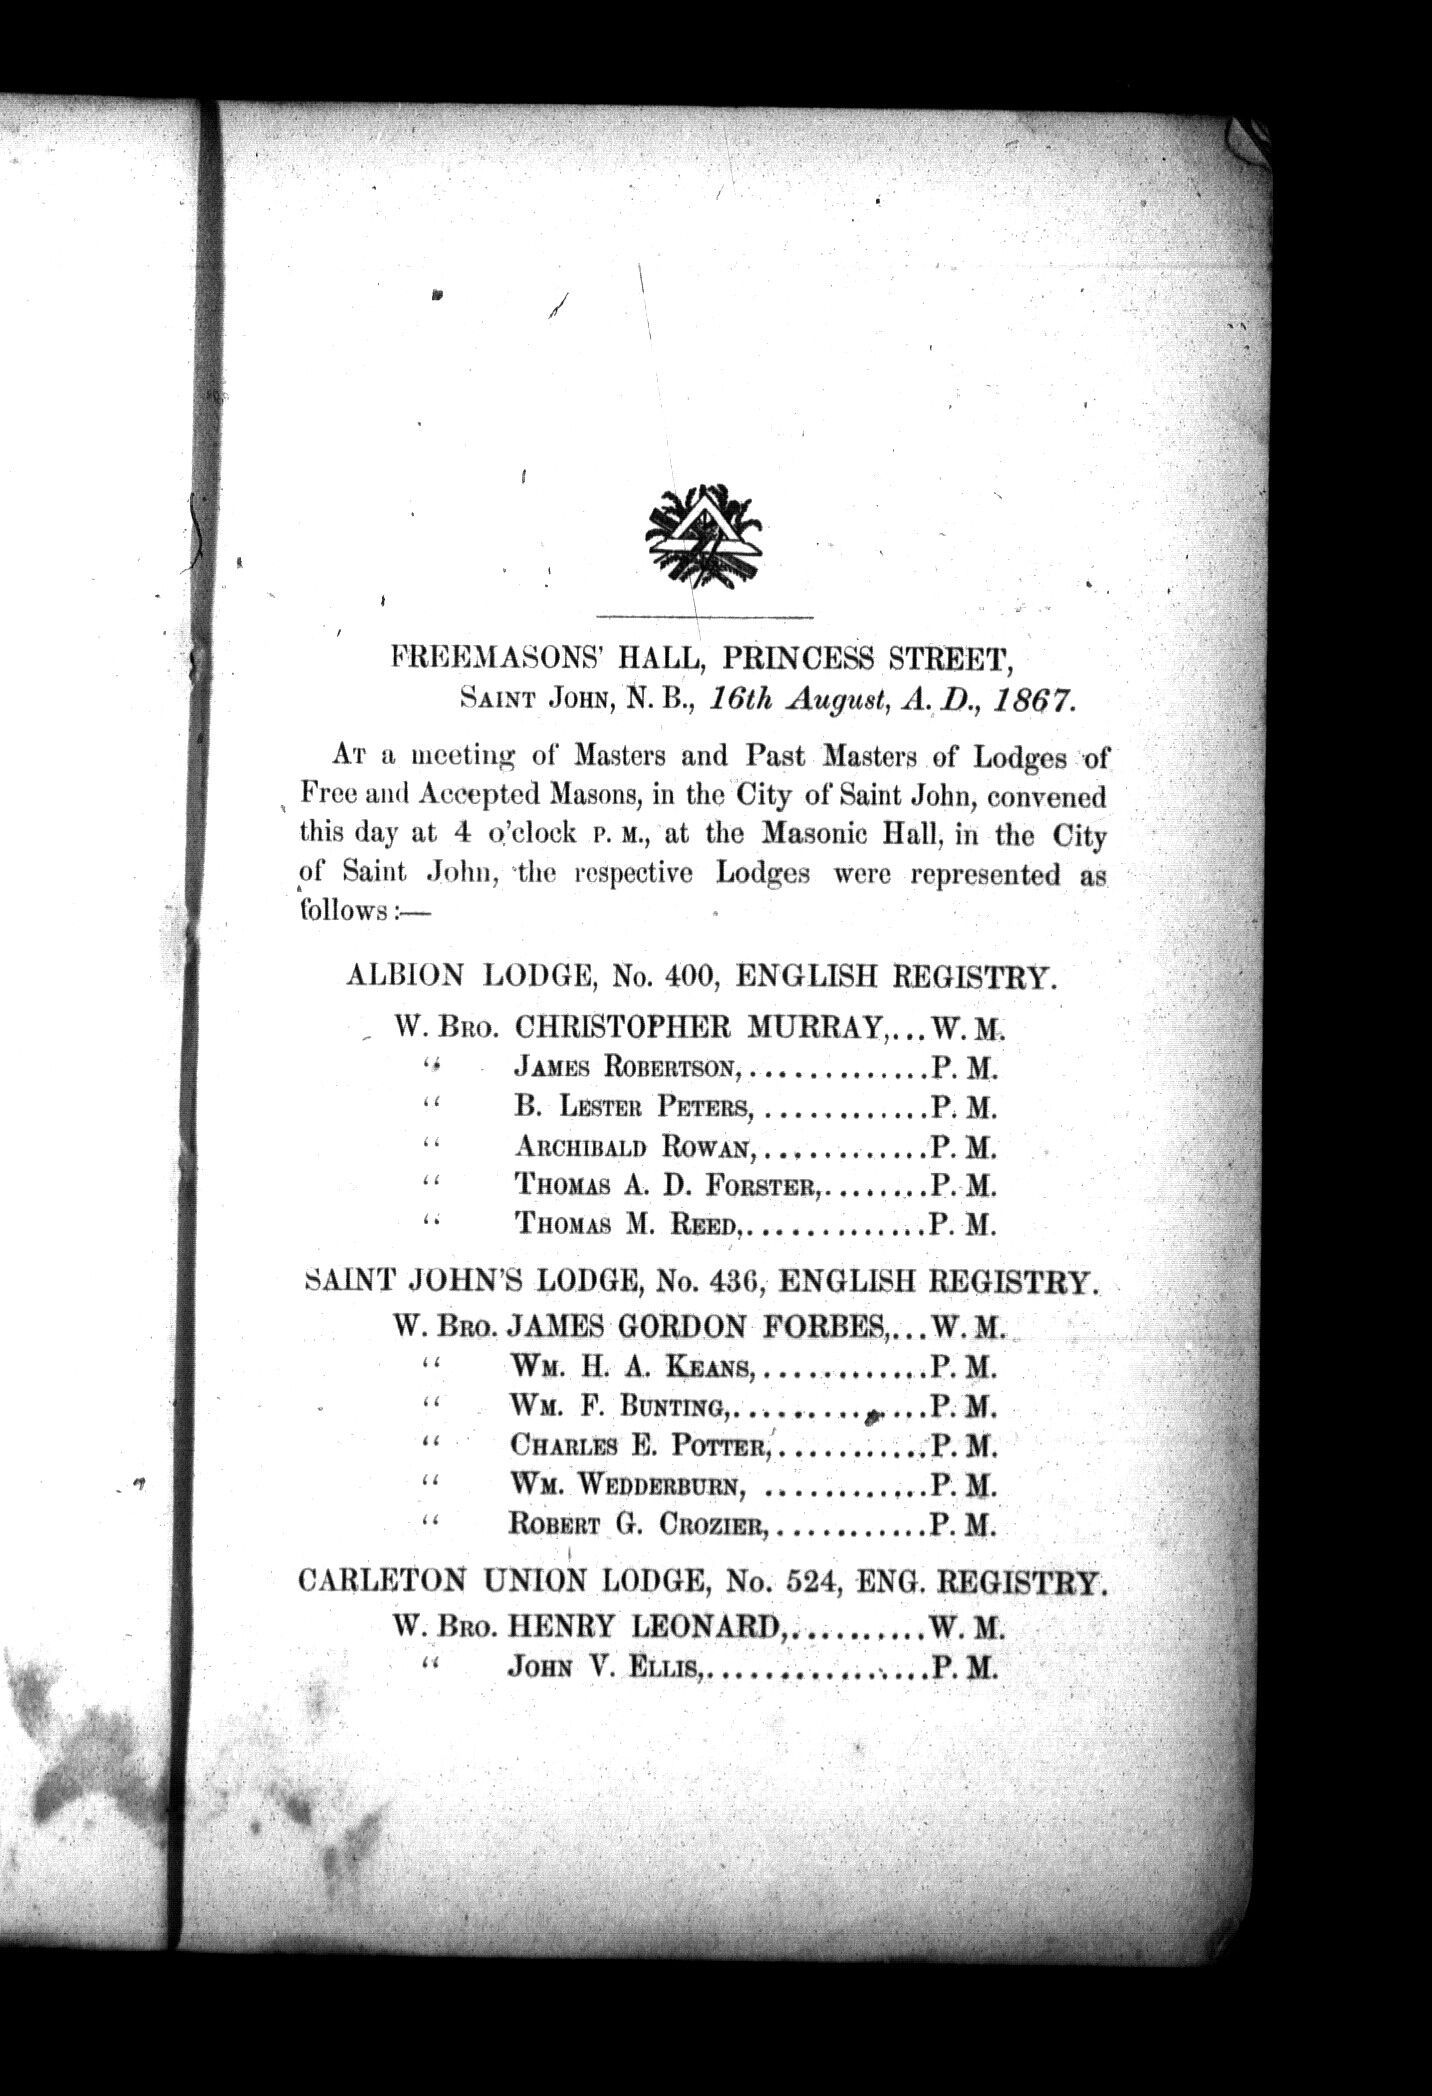 FREEMASONS' HALL, PRINCESS STREET,
SAINT JOHN, N. B., 16th August, A. D., 1867.
AT a meeting of Masters and Past Masters of Lodges of
Free and Accepted Masons, in the City of Saint John, convened
this day at 4 o'clock P. M., at the Masonic Hall, in the City
of Saint John, the respective Lodges were represented as
follows:—
ALBION LODGE, No. 400, ENGLISH REGISTRY.
W. BRO. CHRISTOPHER MURRAY,...W. M.
" JAMES ROBERTSON,.............P. M.
" B. LESTER PETERS, ............P. M.
" ARCHIBALD ROWAN,............P. M.
" THOMAS A. D. FORSTER,........P. M.
" THOMAS M. REED,.............P. M.
SAINT JOHN'S LODGE, No. 436, ENGLISH REGISTRY.
W. BRO. JAMES GORDON FORBES,...W. M.
" WM. H. A. KEANS,............P. M.
" WM. F. BUNTING,..............P. M.
" CHARLES E. POTTER,...........P. M.
" WM. WEDDERBURN, ............P. M.
" ROBERT G. CROZIER,...........P. M.
CARLETON UNION LODGE, No. 524, ENG. REGISTRY.
W. BRO. HENRY LEONARD,..........W. M.
" JOHN V. ELLIS,................P. M.